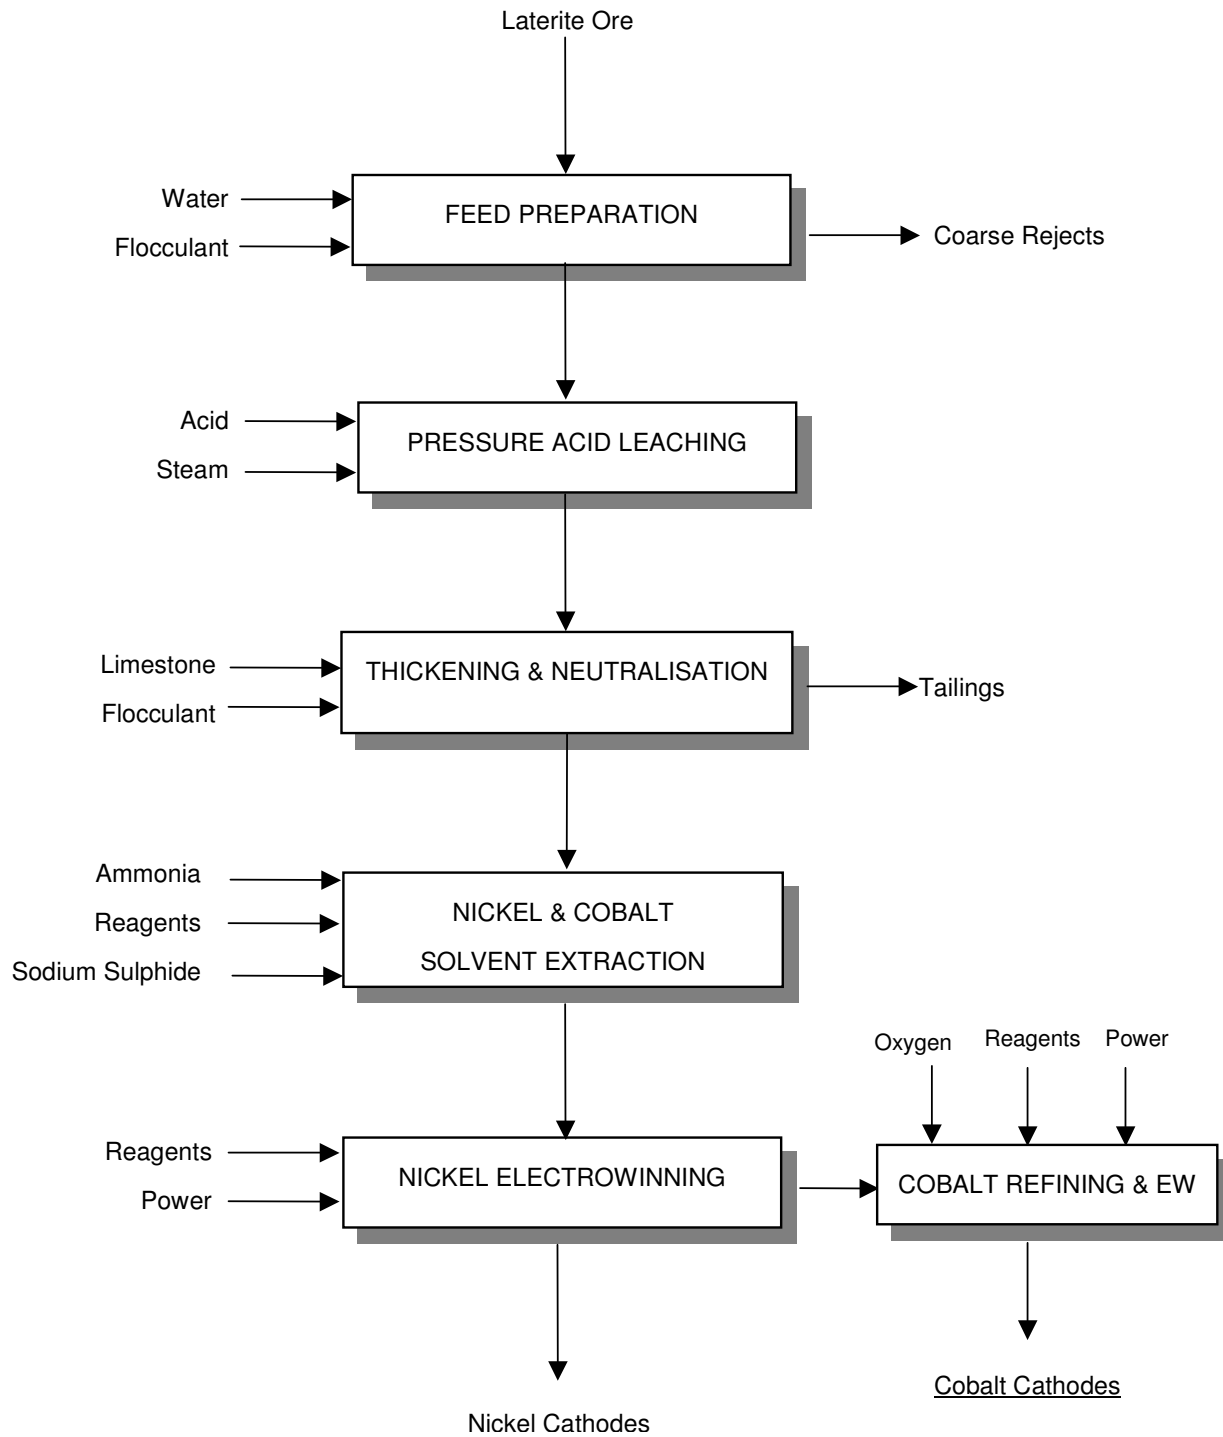 Laterite Ore
Water
FEED PREPARATION
Flocculant
Coarse Rejects
Acid
PRESSURE ACID LEACHING
Steam
Limestone
THICKENING & NEUTRALISATION
Flocculant
Tailings
Ammonia
Reagents
Sodium Sulphide
NICKEL & COBALT
SOLVENT EXTRACTION
Oxygen
Reagents
Power
Reagents
Power
NICKEL ELECTROWINNING
COBALT REFINING & EW
Cobalt Cathodes
Nickel Cathodes